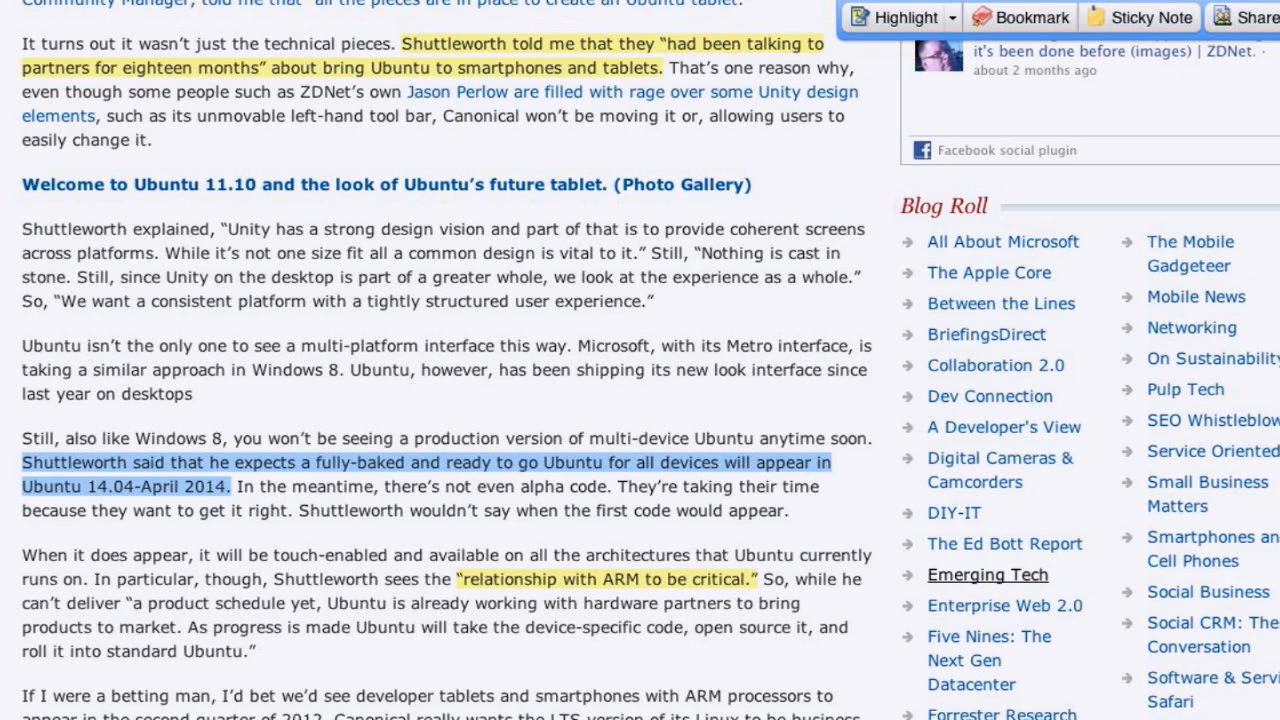 Community Manager, told me that "all the pieces are in place to create an Ubuntu tablet.
It turns out it wasn't just the technical pieces. Shuttleworth told me that they “had been talking to
partners for eighteen months” about bring Ubuntu to smartphones and tablets. That’s one reason why,
even though some people such as ZDNet’s own Jason Perlow are filled with rage over some Unity design
elements, such as its unmovable left-hand tool bar, Canonical won’t be moving it or, allowing users to
easily change it.
Welcome to Ubuntu 11.10 and the look of Ubuntu’s future tablet. (Photo Gallery)
Shuttleworth explained, “Unity has a strong design vision and part of that is to provide coherent screens
across platforms. While it’s not one size fit all a common design is vital to it.” Still, “Nothing is cast in
stone. Still, since Unity on the desktop is part of a greater whole, we look at the experience as a whole.”
So, “We want a consistent platform with a tightly structured user experience.”
Ubuntu isn’t the only one to see a multi-platform interface this way. Microsoft, with its Metro interface, is
taking a similar approach in Windows 8. Ubuntu, however, has been shipping its new look interface since
last year on desktops
Still, also like Windows 8, you won’t be seeing a production version of multi-device Ubuntu anytime soon.
Shuttleworth said that he expects a fully-baked and ready to go Ubuntu for all devices will appear in
Ubuntu 14.04-April 2014. In the meantime, there’s not even alpha code. They’re taking their time
because they want to get it right. Shuttleworth wouldn’t say when the first code would appear.
When it does appear, it will be touch-enabled and available on all the architectures that Ubuntu currently
runs on. In particular, though, Shuttleworth sees the “relationship with ARM to be critical.” So, while he
can’t deliver “a product schedule yet, Ubuntu is already working with hardware partners to bring
products to market. As progress is made Ubuntu will take the device-specific code, open source it, and
roll it into standard Ubuntu.”
If I were a betting man, I’d bet we’d see developer tablets and smartphones with ARM processors to
appear in the second quarter of 2012. Canonical really wants the LTS version of its Linux to be business
Highlight Bookmark Sticky Note Share
it's been done before (images) | ZDNet. ·
about 2 months ago
Facebook social plugin
Blog Roll
All About Microsoft
The Apple Core
Between the Lines
BriefingsDirect
Collaboration 2.0
Dev Connection
A Developer's View
Digital Cameras &
Camcorders
DIY-IT
The Ed Bott Report
Emerging Tech
Enterprise Web 2.0
Five Nines: The
Next Gen
Datacenter
Forrester Research
The Mobile
Gadgeteer
Mobile News
Networking
On Sustainability
Pulp Tech
SEO Whistleblow
Service Oriented
Small Business
Matters
Smartphones an
Cell Phones
Social Business
Social CRM: The
Conversation
Software & Servi
Safari